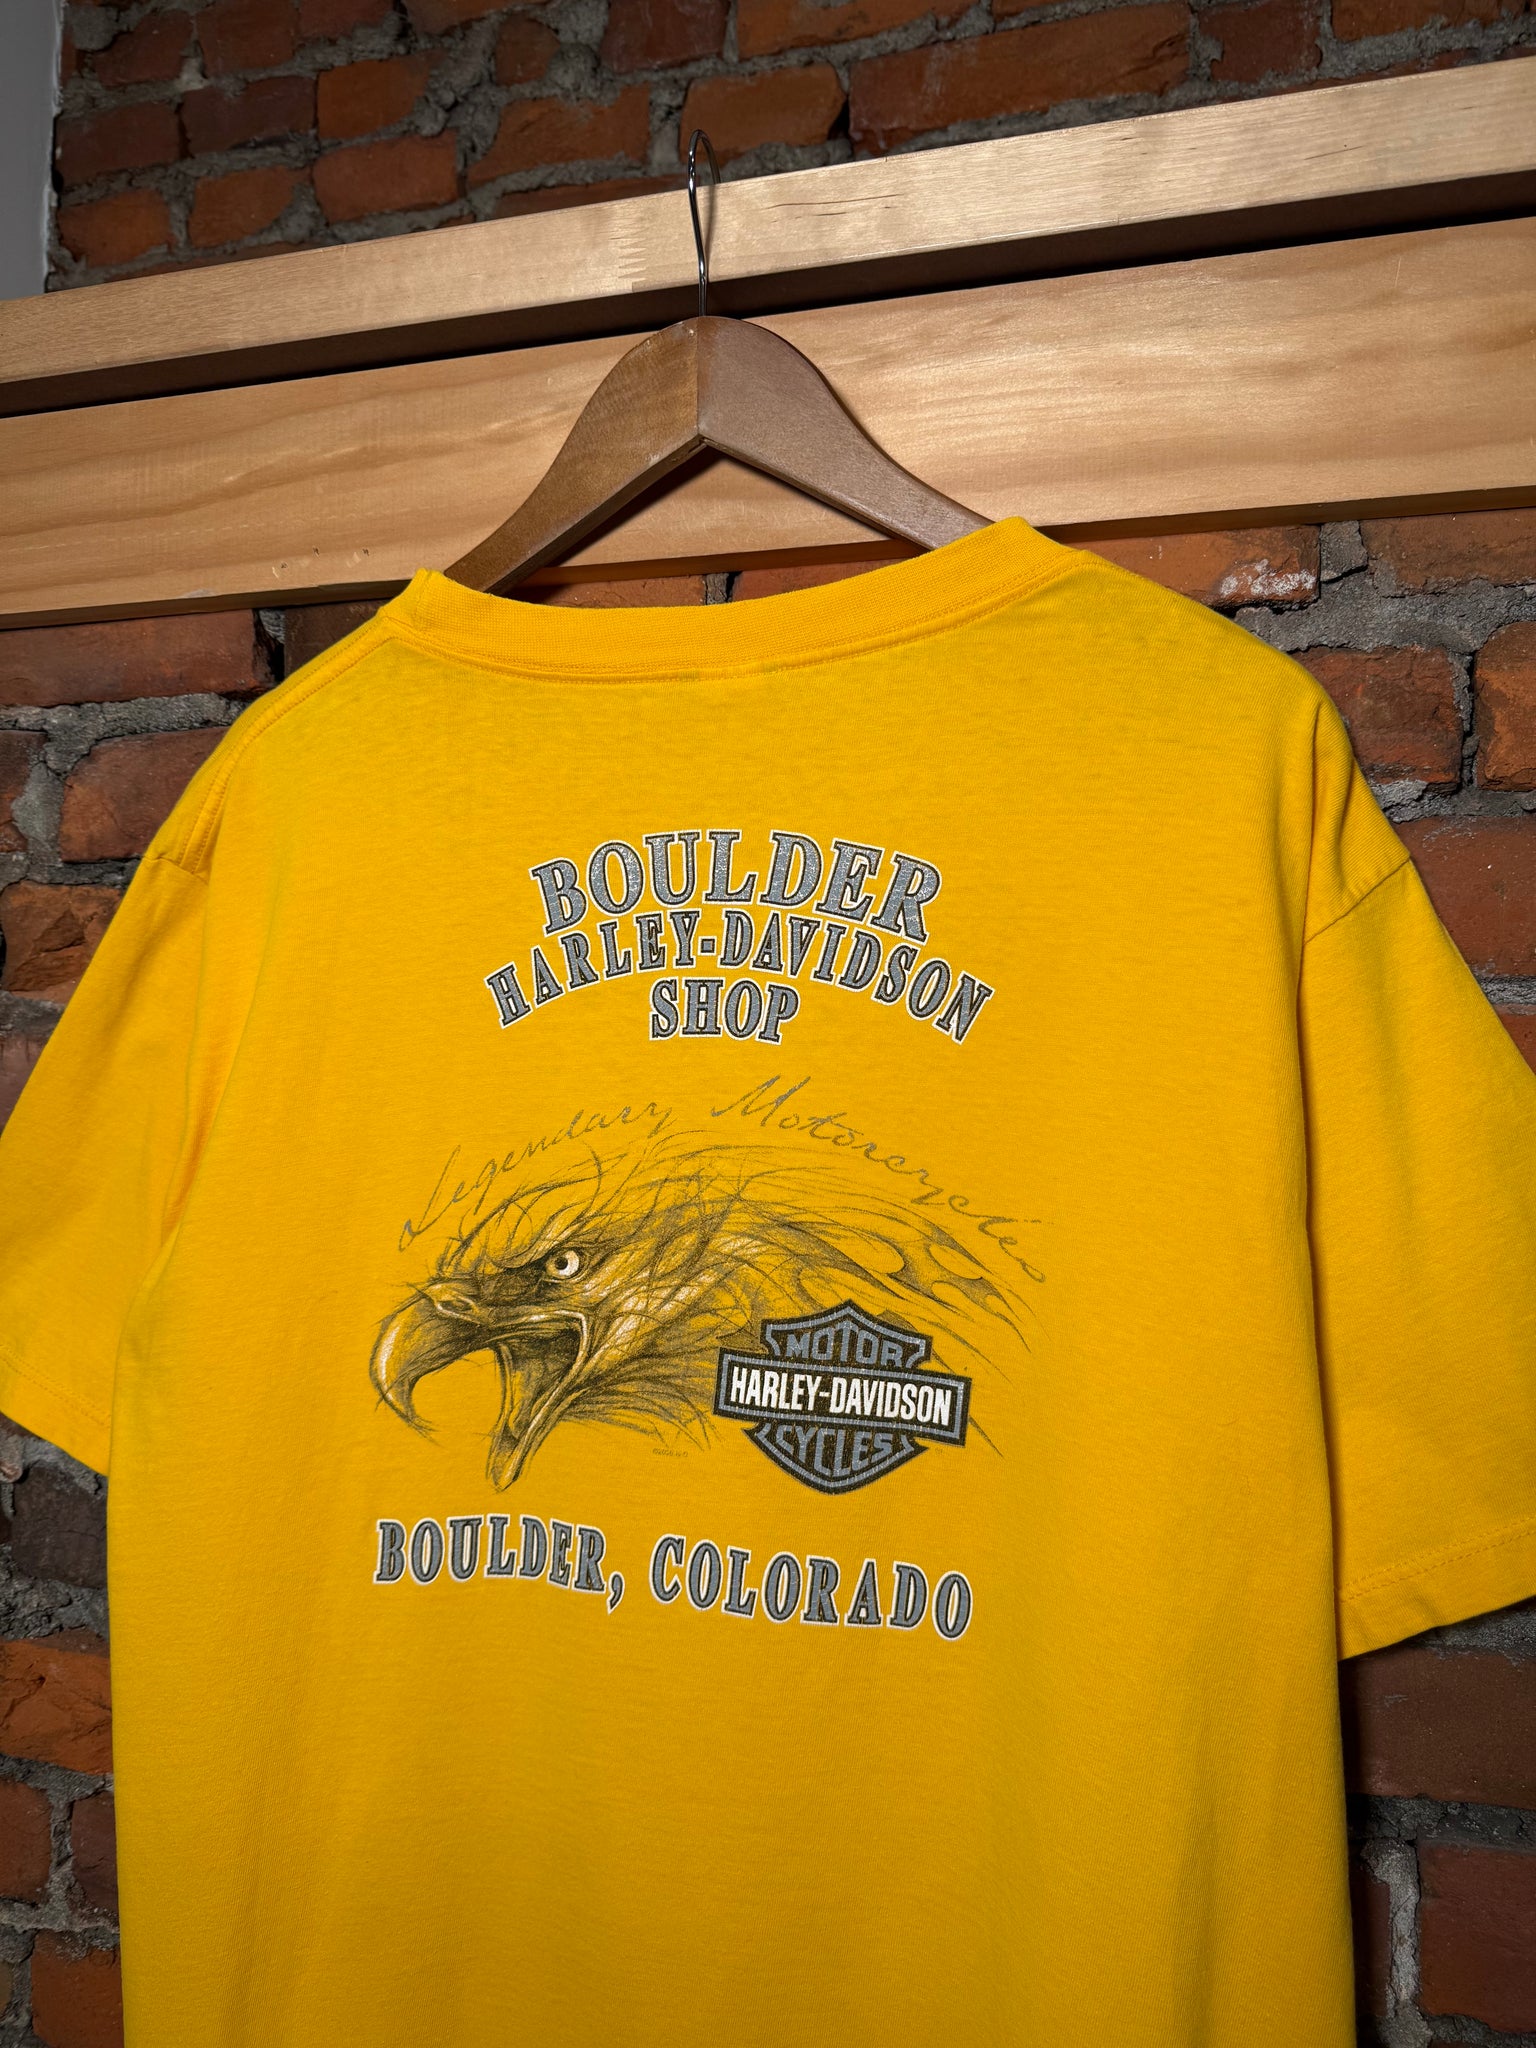 BOULDER
HARLEY-DAVIDSON
SHOP
Legendary Motorcycles
MOTOR
HARLEY-DAVIDSON
CYCLES
BOULDER, COLORADO